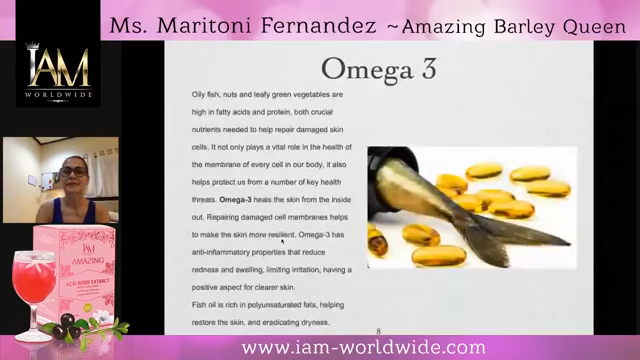 Ms. Maritoni Fernandez ~Amazing Barley Queen
IAM
WORLDWIDE
Omega 3
Oily fish, nuts and leafy green vegetables are
high in fatty acids and protein, both crucial
nutrients needed to help repair damaged skin
cells. It not only plays a vital role in the health of
the membrane of every cell in our body, it also
helps protect us from a number of key health
threats. Omega-3 heals the skin from the inside
out. Repairing damaged cell membranes helps
to make the skin more resilient. Omega-3 has
anti-inflammatory properties that reduce
redness and swelling, limiting irritation, having a
positive aspect for clearer skin.
Fish oil is rich in polyunsaturated fats, helping
restore the skin, and eradicating dryness.
8
IAM
AMAZING
ACAI BERRY EXTRACT
www.iam-worldwide.com